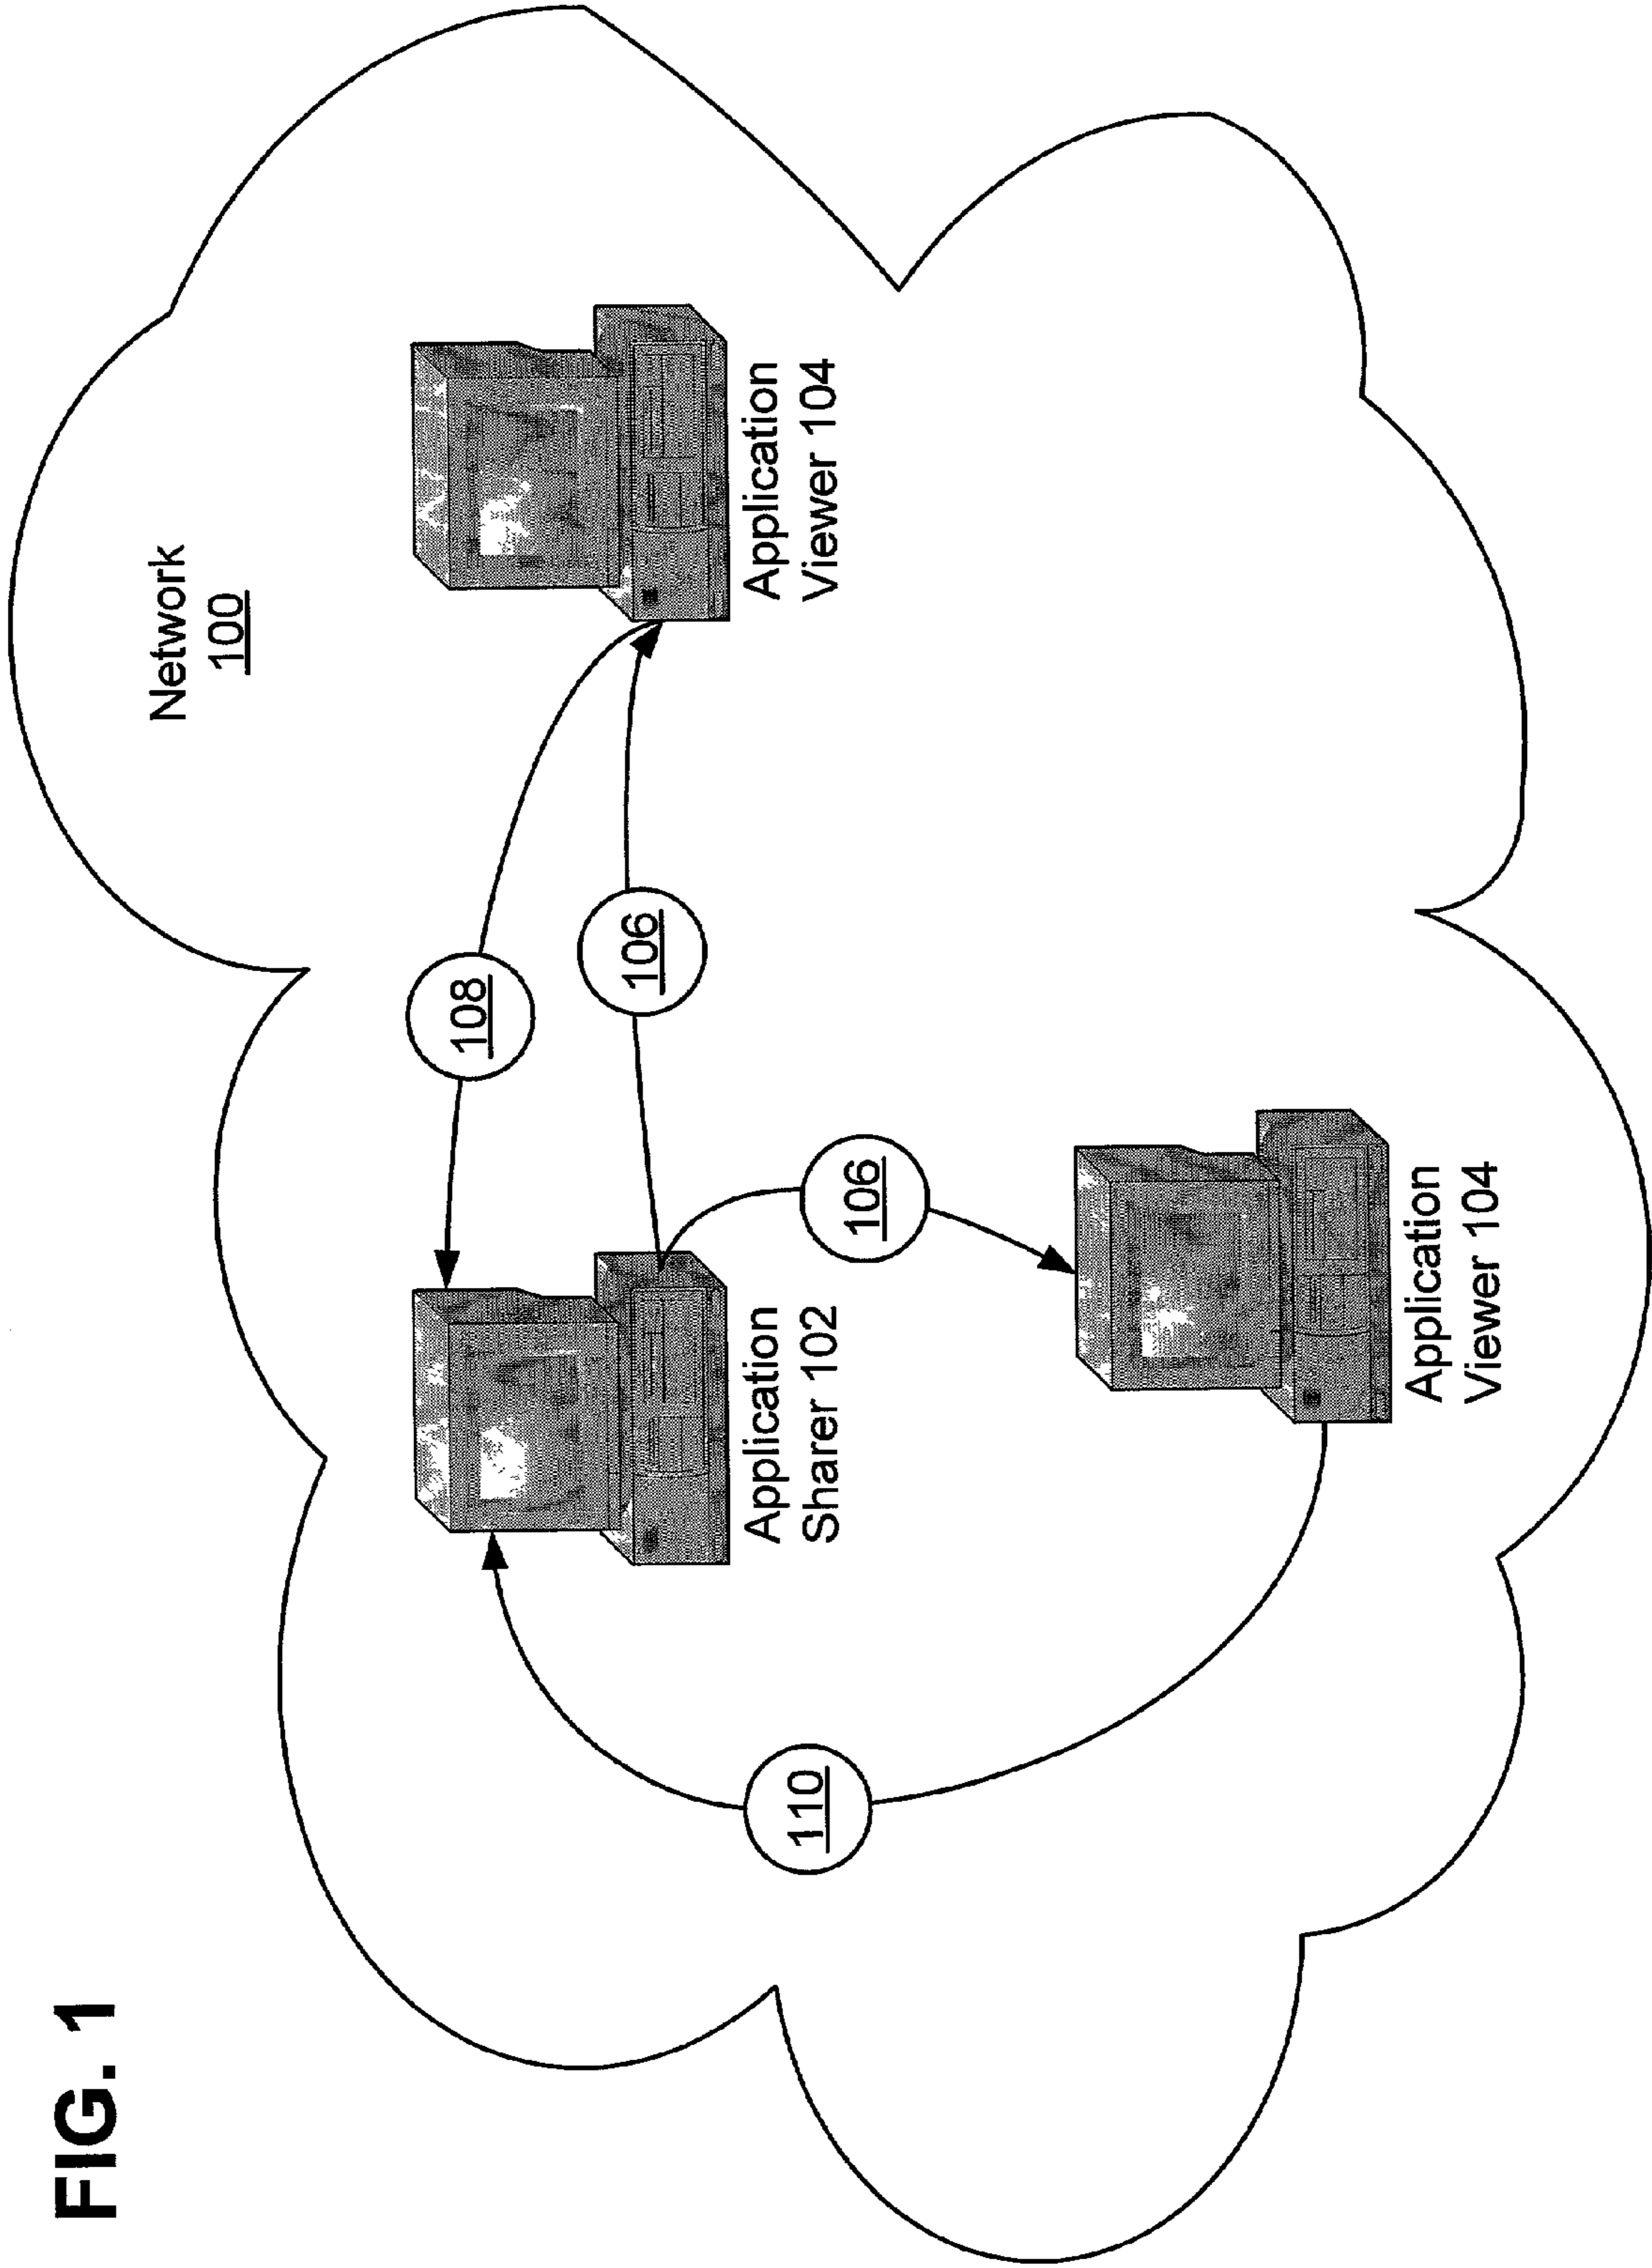 FIG. 1
Network
100
108
106
Application
Sharer 102
Application
Viewer 104
106
110
Application
Viewer 104